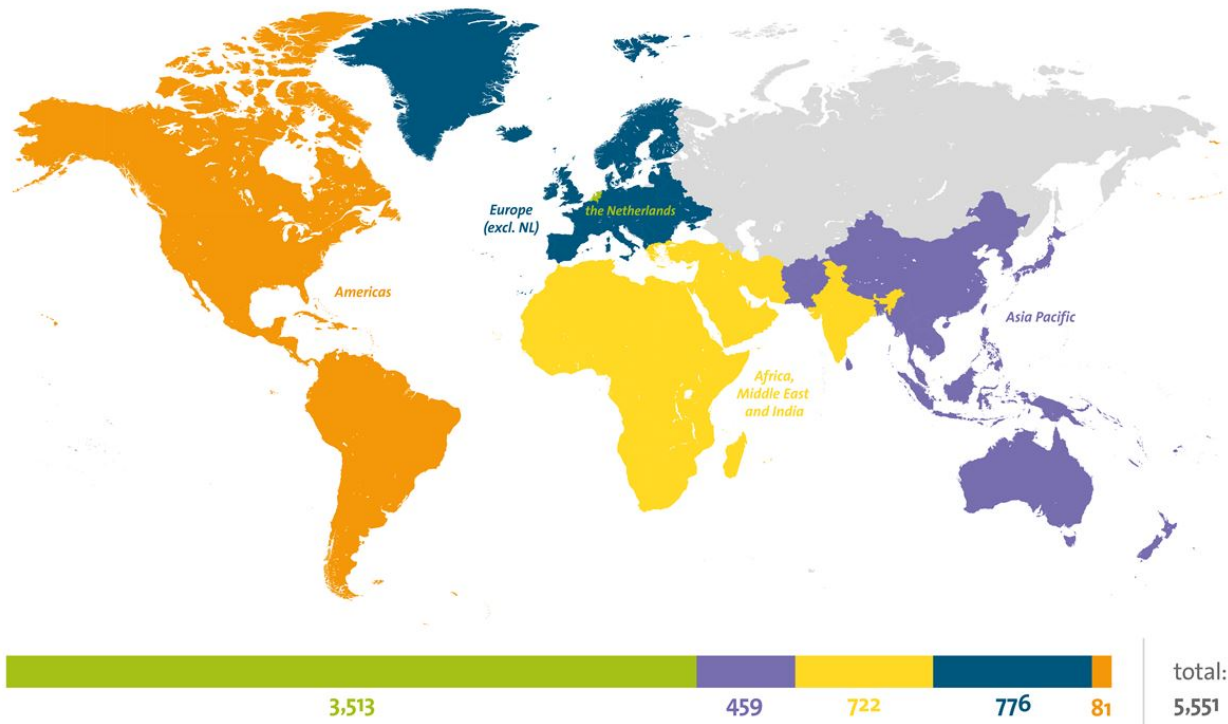 Europe
(excl. NL)
the Netherlands
Americas
Asia Pacific
Africa,
Middle East
and India
3,513
459
722
776
81
total:
5,551